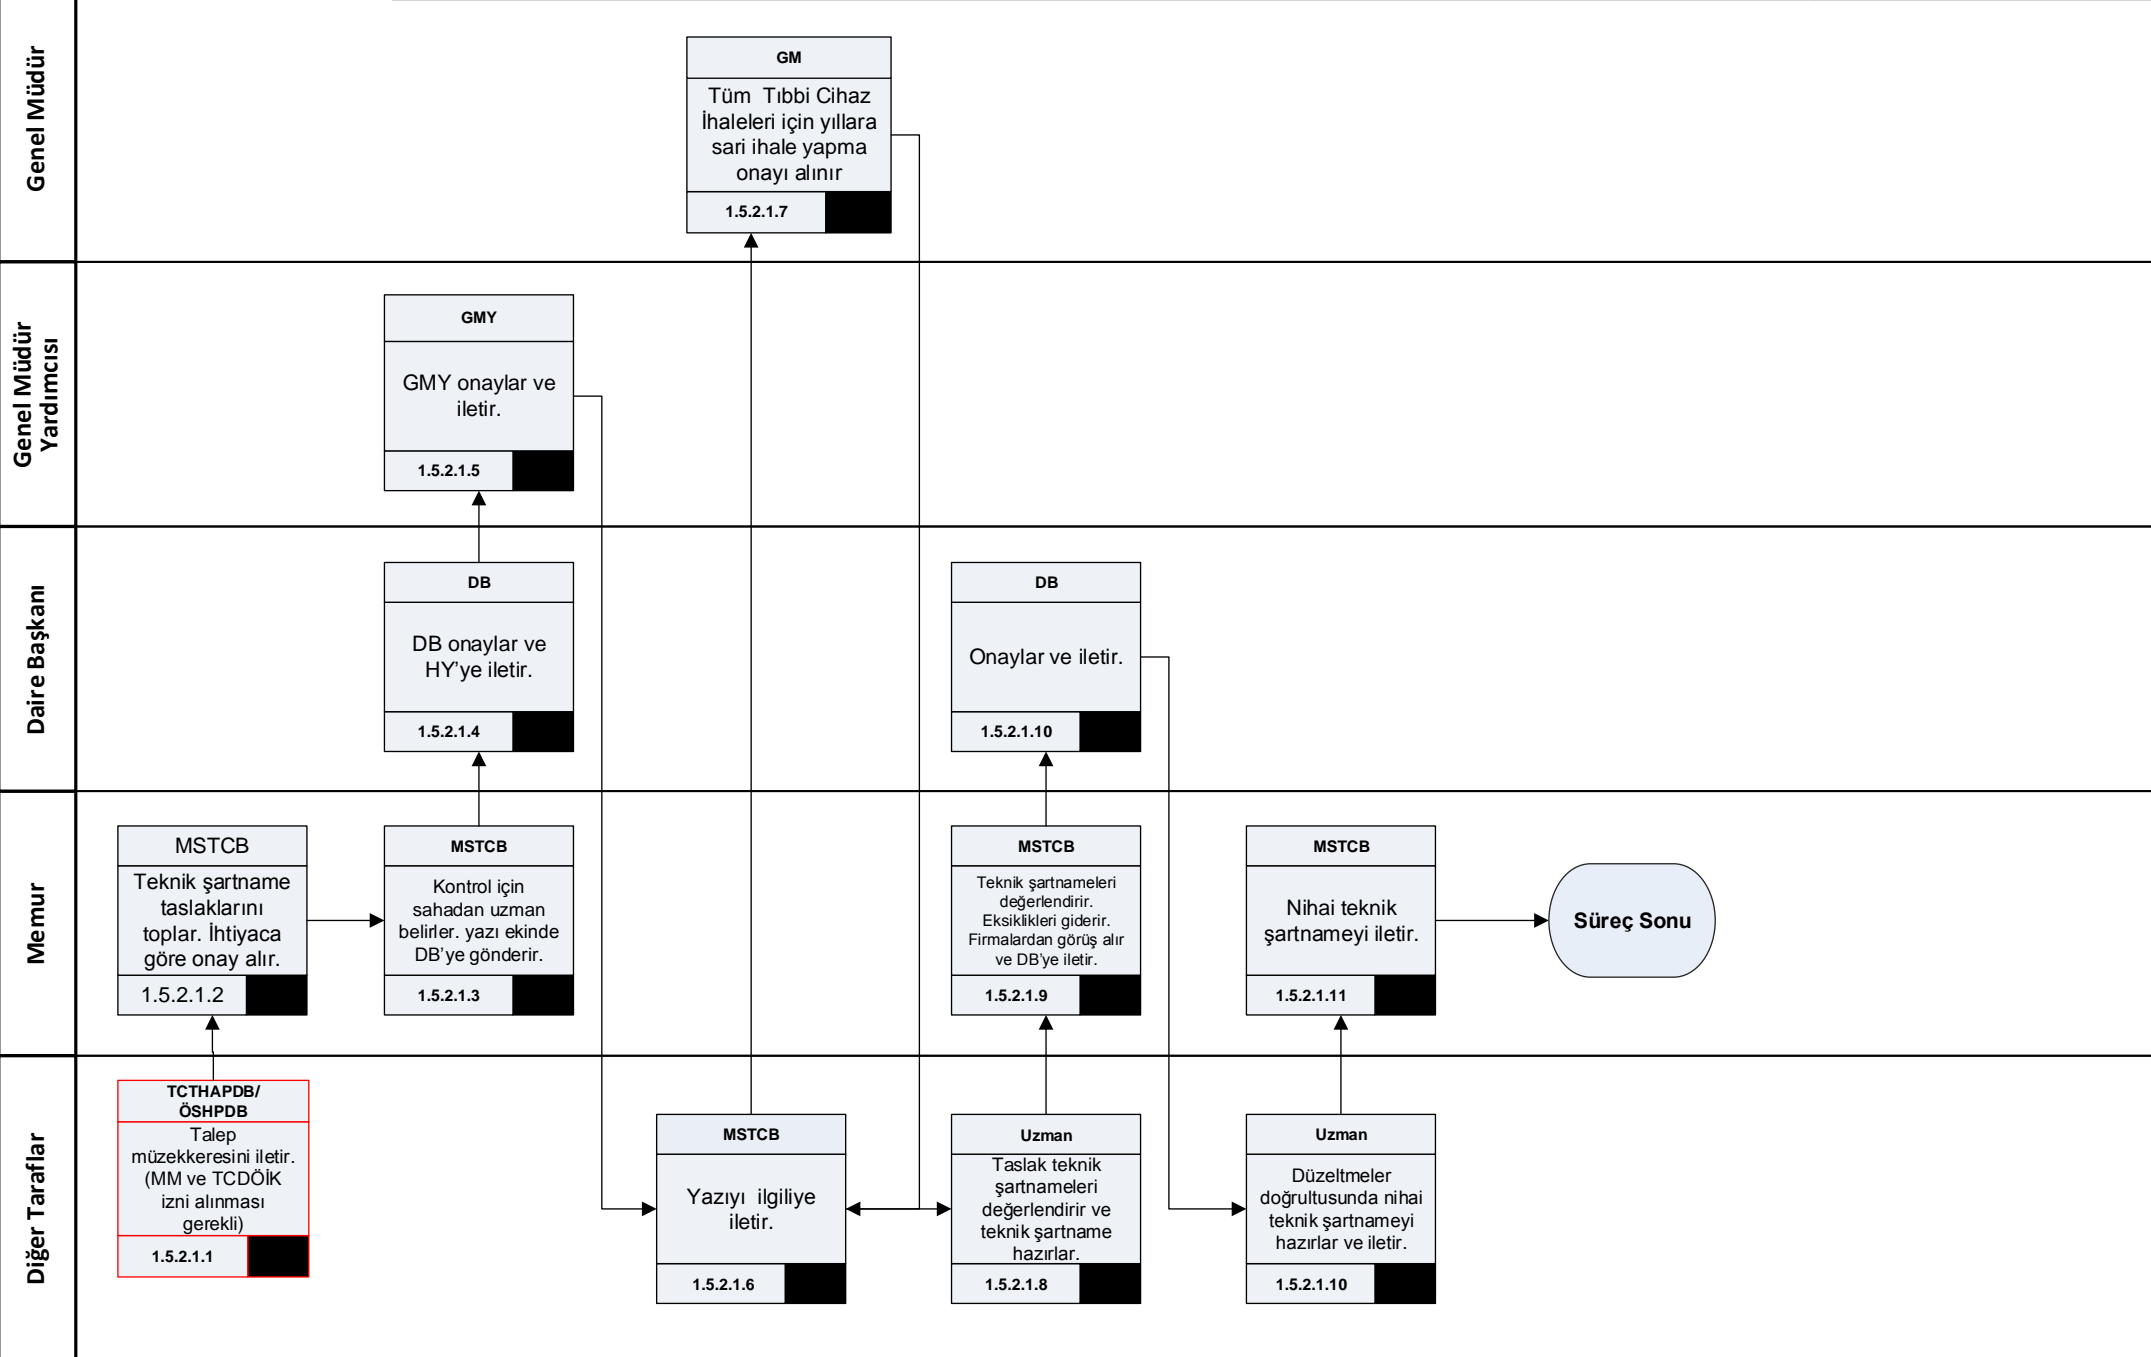 Genel Müdür
GM
Tüm Tıbbi Cihaz
İhaleleri için yıllara
sari ihale yapma
onayı alınır
1.5.2.1.7
Genel Müdür
Yardımcısı
GMY
GMY onaylar ve
iletir.
1.5.2.1.5
Daire Başkanı
DB
DB onaylar ve
HY'ye iletir.
1.5.2.1.4
DB
Onaylar ve iletir.
1.5.2.1.10
Memur
MSTCB
Teknik şartname
taslaklarını
toplar. İhtiyaca
göre onay alır.
1.5.2.1.2
MSTCB
Kontrol için
sahadan uzman
belirler. yazı ekinde
DB'ye gönderir.
1.5.2.1.3
MSTCB
Teknik şartnameleri
değerlendirir.
Eksiklikleri giderir.
Firmalardan görüş alır
ve DB'ye iletir.
1.5.2.1.9
MSTCB
Nihai teknik
şartnameyi iletir.
1.5.2.1.11
Süreç Sonu
Diğer Taraflar
TCTHAPDB/
ÖSHPDB
Talep
müzekkeresini iletir.
(MM ve TCDÖİK
izni alınması
gerekli)
1.5.2.1.1
MSTCB
Yazıyı ilgiliye
iletir.
1.5.2.1.6
Uzman
Taslak teknik
şartnameleri
değerlendirir ve
teknik şartname
hazırlar.
1.5.2.1.8
Uzman
Düzeltmeler
doğrultusunda nihai
teknik şartnameyi
hazırlar ve iletir.
1.5.2.1.10